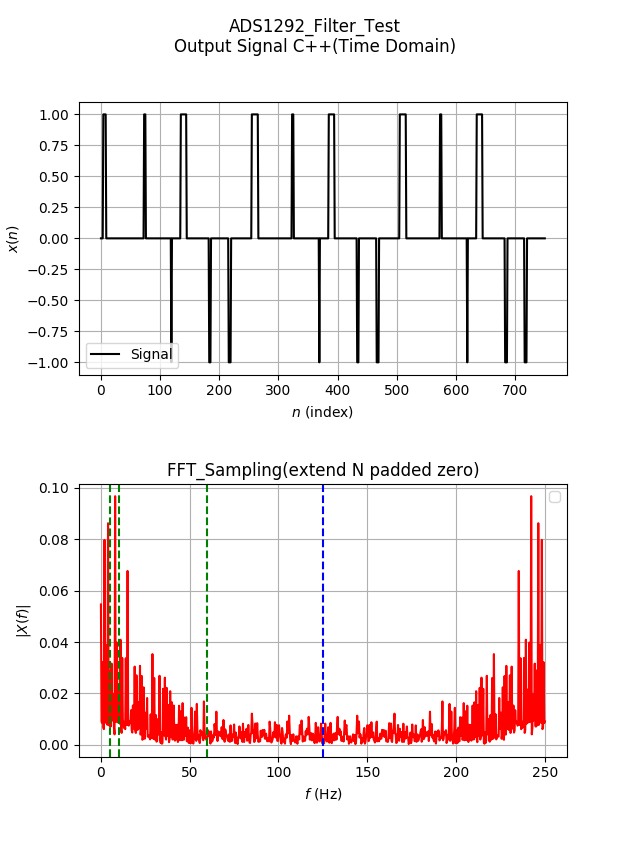 ADS1292_Filter_Test
Output Signal C++(Time Domain)
1.00
0.75
0.50
0.25
0.00
−0.25
−0.50
−0.75
−1.00
x(n)
Signal
0 100 200 300 400 500 600 700
n (index)
FFT_Sampling(extend N padded zero)
0.10
0.08
0.06
0.04
0.02
0.00
|X(f)|
0 50 100 150 200 250
f (Hz)